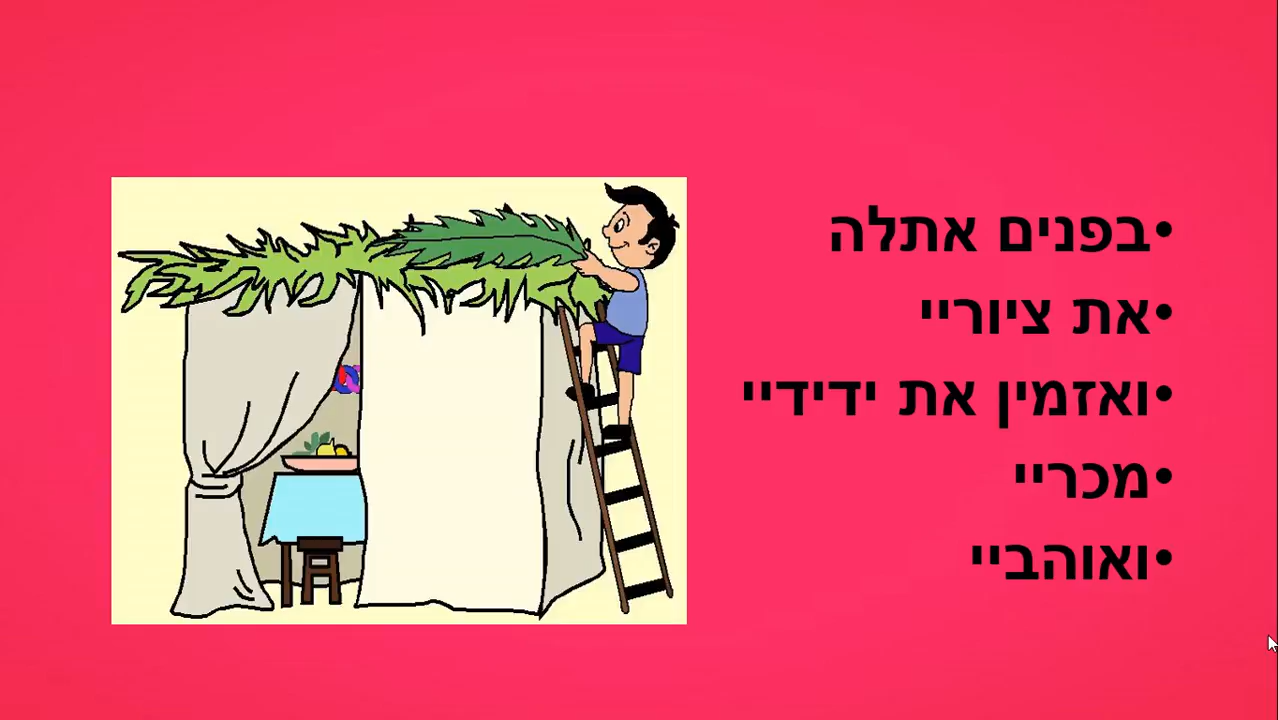 •בפנים אתלה
•את ציוריי
•ואזמין את ידידיי
•מכריי
•ואוהביי